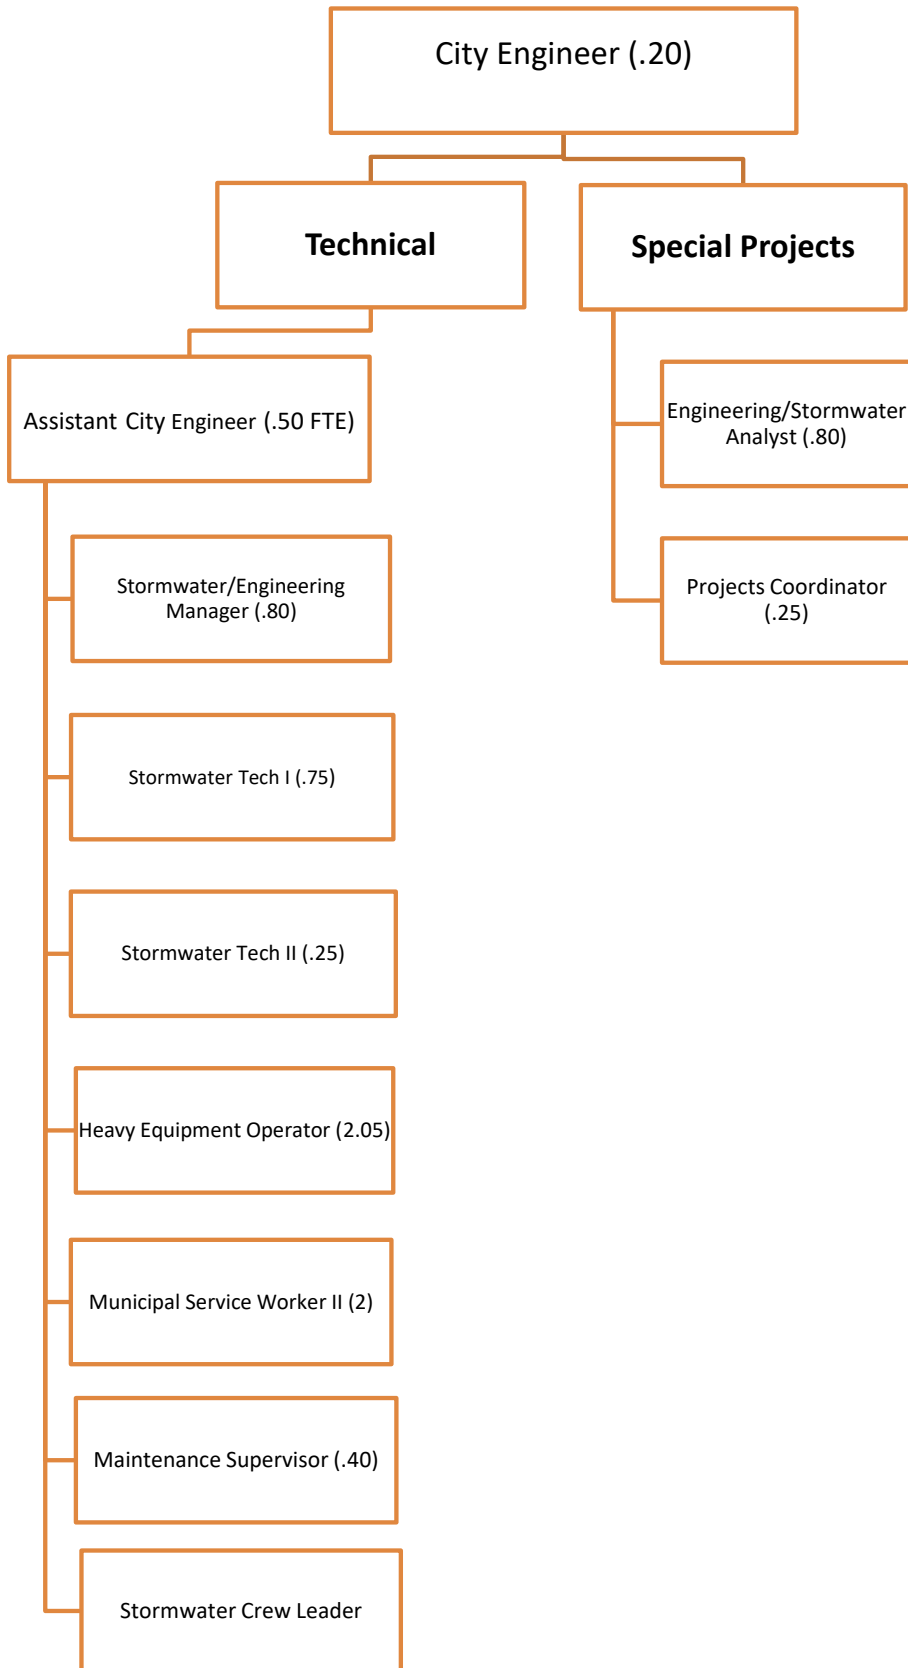 City Engineer (.20)
Technical
Special Projects
Assistant City Engineer (.50 FTE)
Engineering/Stormwater
Analyst (.80)
Stormwater/Engineering
Manager (.80)
Projects Coordinator
(.25)
Stormwater Tech I (.75)
Stormwater Tech II (.25)
Heavy Equipment Operator (2.05)
Municipal Service Worker II (2)
Maintenance Supervisor (.40)
Stormwater Crew Leader